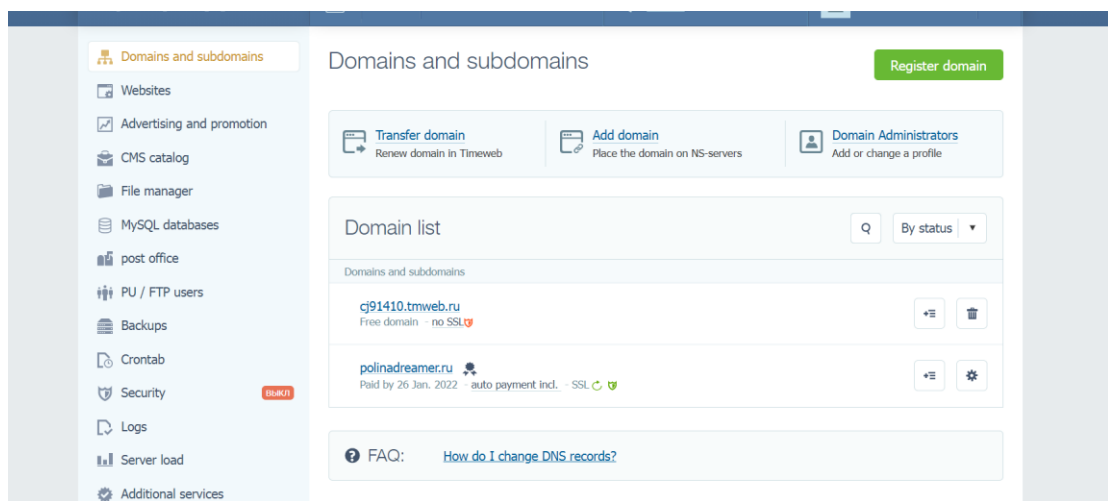 Domains and subdomains
Websites
Advertising and promotion
CMS catalog
File manager
MySQL databases
post office
PU / FTP users
Backups
Crontab
Security ВЫКЛ
Logs
Server load
Additional services
Domains and subdomains
Register domain
Transfer domain
Renew domain in Timeweb
Add domain
Place the domain on NS-servers
Domain Administrators
Add or change a profile
Domain list
By status
Domains and subdomains
cj91410.tmweb.ru
Free domain - no SSL
polinadreamer.ru
Paid by 26 Jan. 2022 - auto payment incl. - SSL
FAQ: How do I change DNS records?